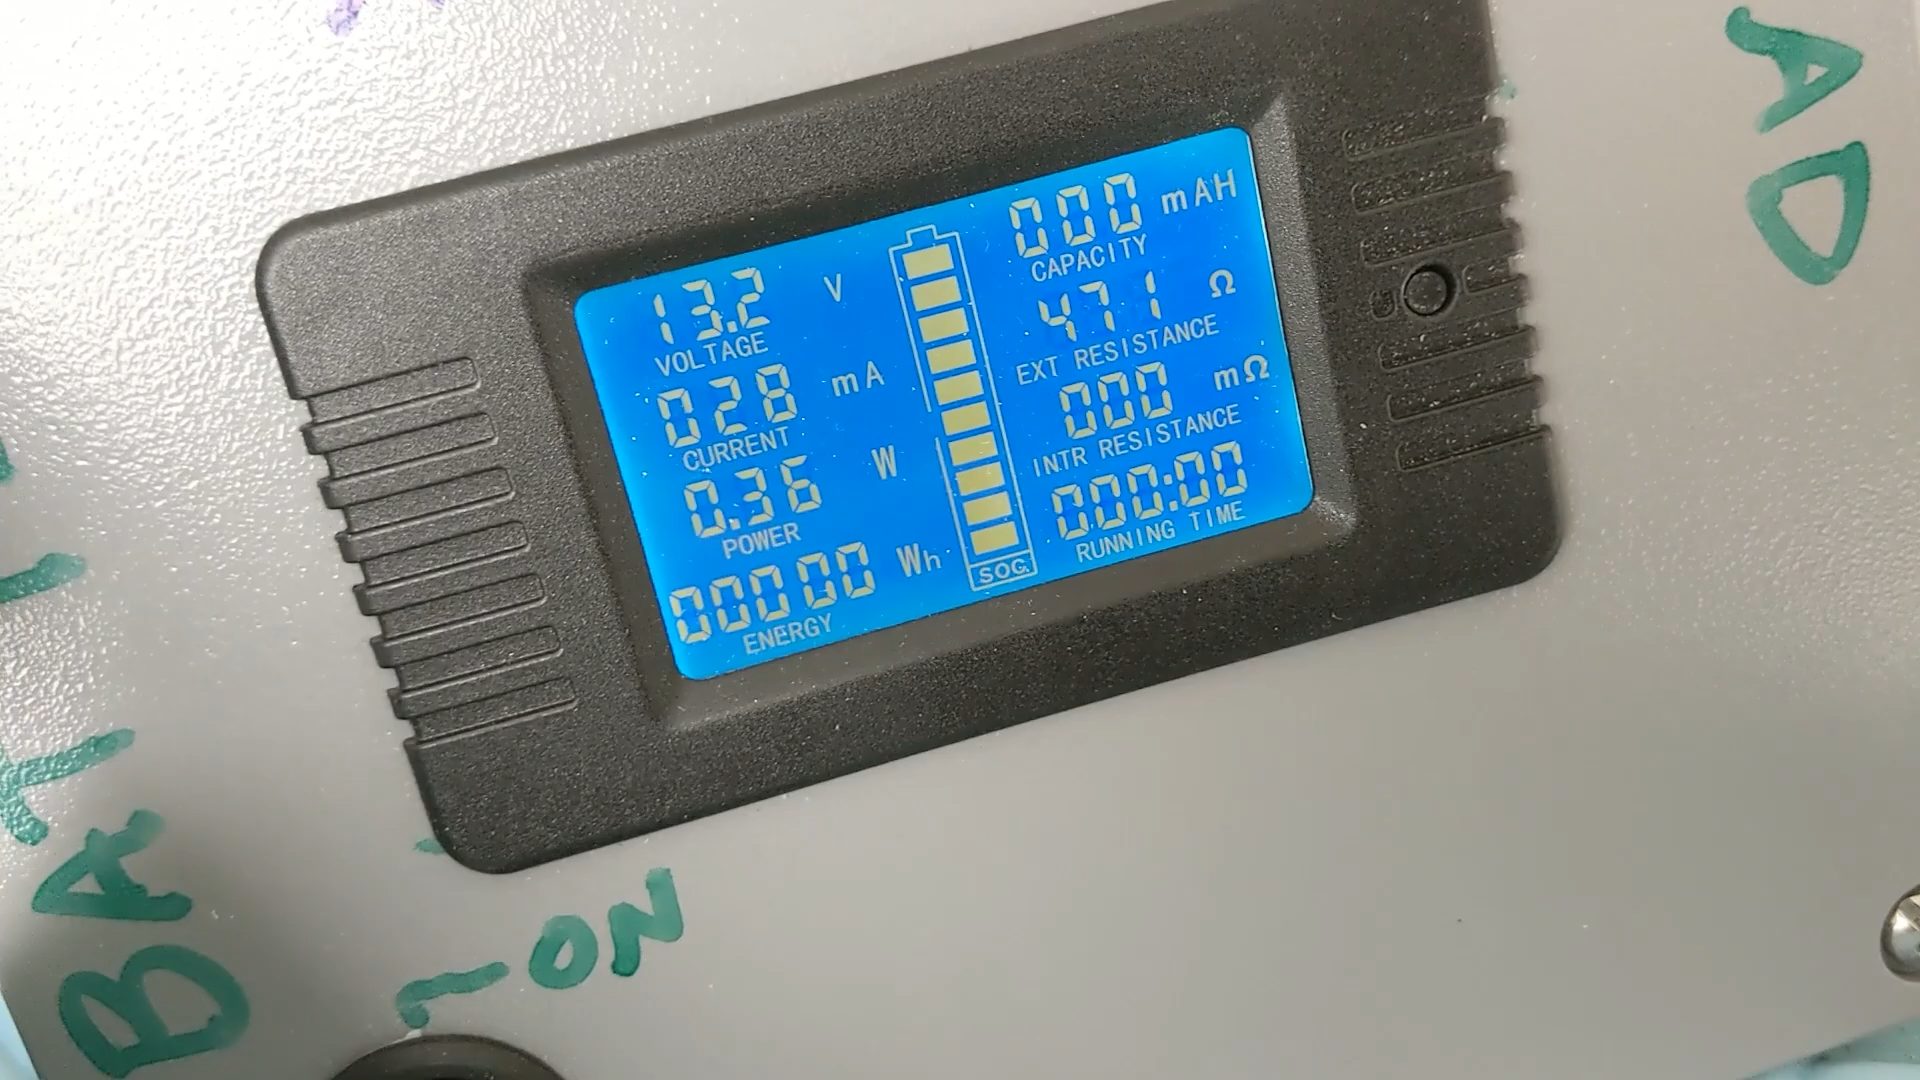 13.2 V
VOLTAGE
028 mA
CURRENT
0.36 W
POWER
00000 Wh
ENERGY
SOC
000 mAH
CAPACITY
471 Ω
EXT RESISTANCE
000 mΩ
INTR RESISTANCE
000:00
RUNNING TIME
ON
AD